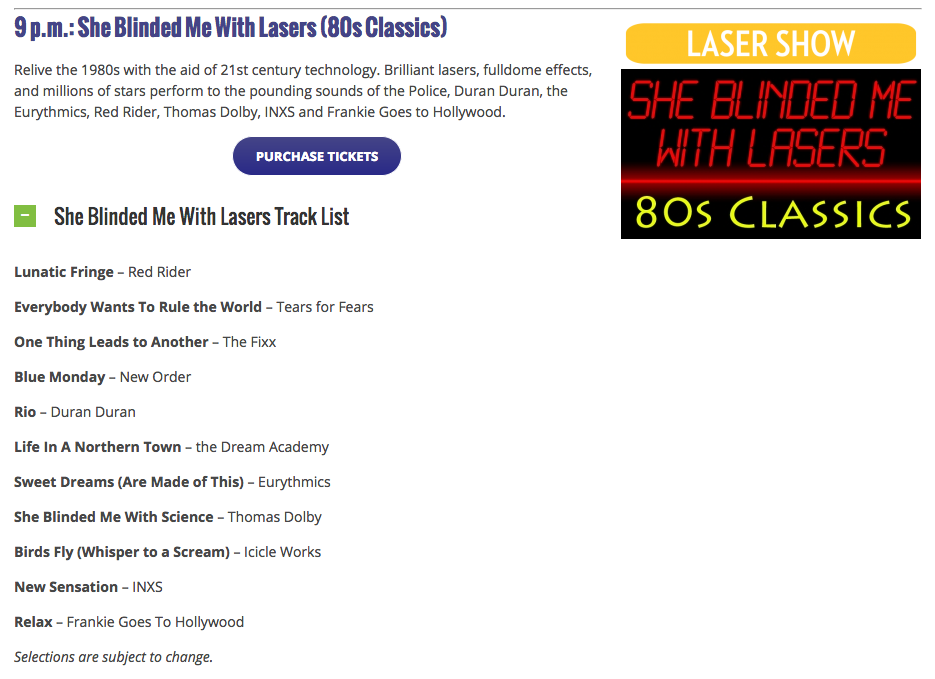 9 p.m.: She Blinded Me With Lasers (80s Classics)
Relive the 1980s with the aid of 21st century technology. Brilliant lasers, fulldome effects,
and millions of stars perform to the pounding sounds of the Police, Duran Duran, the
Eurythmics, Red Rider, Thomas Dolby, INXS and Frankie Goes to Hollywood.
PURCHASE TICKETS
LASER SHOW
SHE BLINDED ME
WITH LASERS
80s CLASSICS
She Blinded Me With Lasers Track List
Lunatic Fringe – Red Rider
Everybody Wants To Rule the World – Tears for Fears
One Thing Leads to Another – The Fixx
Blue Monday – New Order
Rio – Duran Duran
Life In A Northern Town – the Dream Academy
Sweet Dreams (Are Made of This) – Eurythmics
She Blinded Me With Science – Thomas Dolby
Birds Fly (Whisper to a Scream) – Icicle Works
New Sensation – INXS
Relax – Frankie Goes To Hollywood
Selections are subject to change.